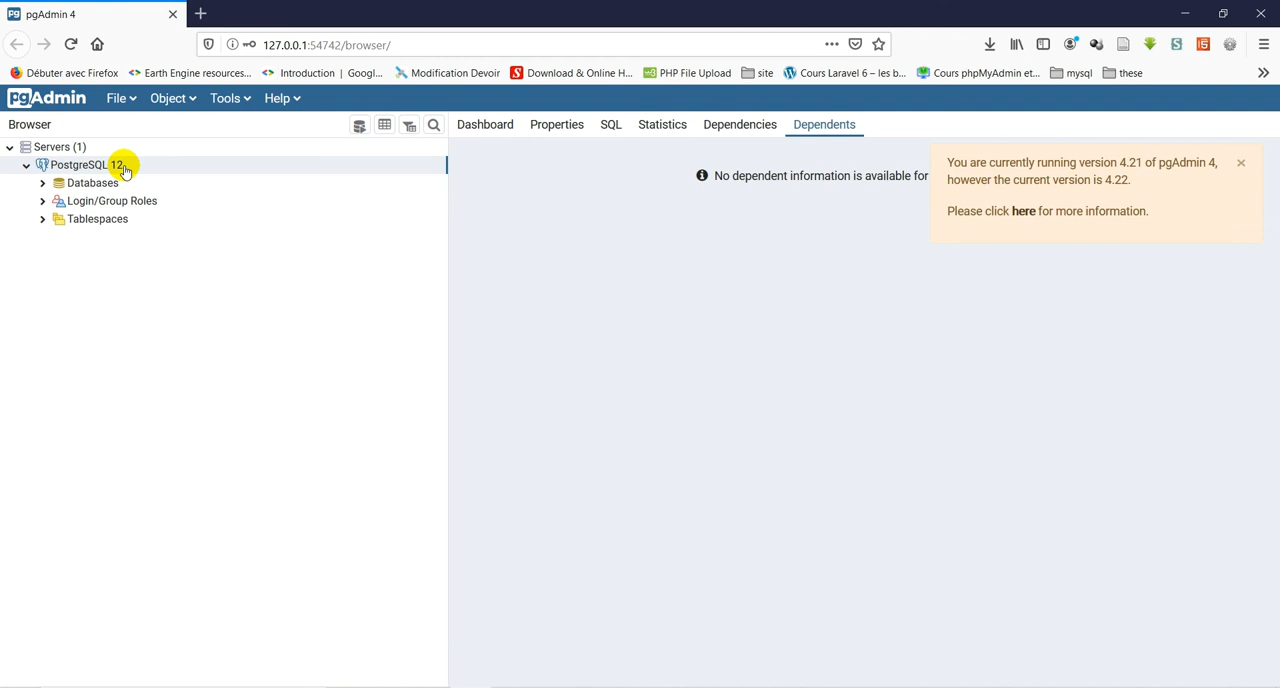 pgAdmin 4
127.0.0.1:54742/browser/
Débuter avec Firefox Earth Engine resources... Introduction | Googl... Modification Devoir Download & Online H... PHP File Upload site Cours Laravel 6 – les b... Cours phpMyAdmin et... mysql these
pgAdmin File Object Tools Help
Browser
Dashboard Properties SQL Statistics Dependencies Dependents
Servers (1)
PostgreSQL 12
Databases
Login/Group Roles
Tablespaces
No dependent information is available for
You are currently running version 4.21 of pgAdmin 4,
however the current version is 4.22.
Please click here for more information.